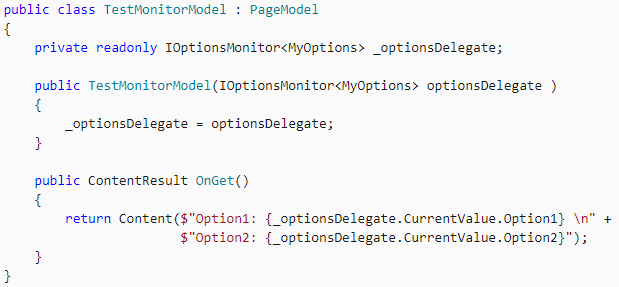 public class TestMonitorModel : PageModel
{
    private readonly IOptionsMonitor<MyOptions> _optionsDelegate;

    public TestMonitorModel(IOptionsMonitor<MyOptions> optionsDelegate )
    {
        _optionsDelegate = optionsDelegate;
    }

    public ContentResult OnGet()
    {
        return Content($"Option1: {_optionsDelegate.CurrentValue.Option1} \n" +
                       $"Option2: {_optionsDelegate.CurrentValue.Option2}");
    }
}